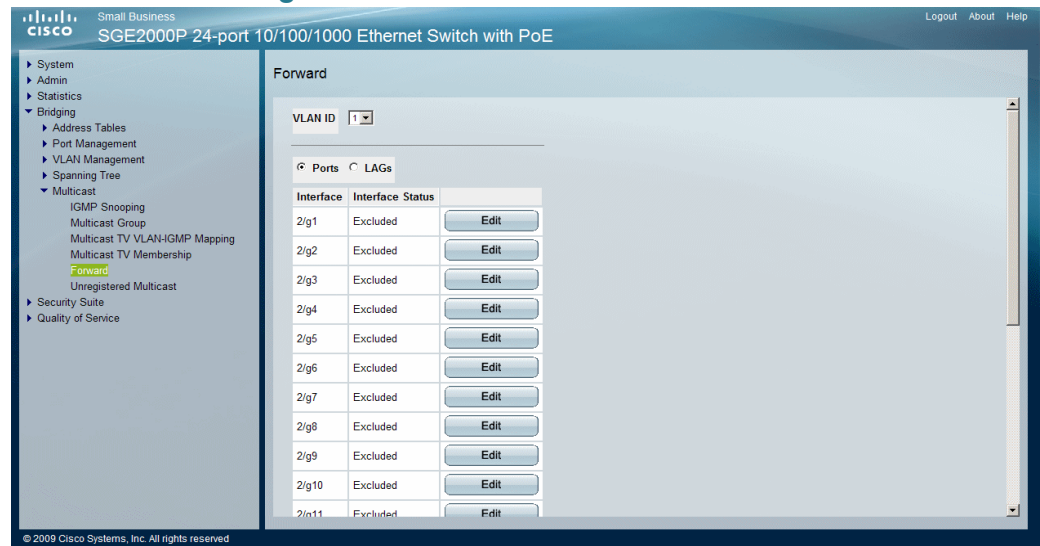 Small Business
CISCO
SGE2000P 24-port 10/100/1000 Ethernet Switch with PoE
Logout About Help
System
Admin
Statistics
Bridging
Address Tables
Port Management
VLAN Management
Spanning Tree
Multicast
IGMP Snooping
Multicast Group
Multicast TV VLAN-IGMP Mapping
Multicast TV Membership
Forward
Unregistered Multicast
Security Suite
Quality of Service
Forward
VLAN ID 1
Ports LAGs
Interface Interface Status
2/g1 Excluded Edit
2/g2 Excluded Edit
2/g3 Excluded Edit
2/g4 Excluded Edit
2/g5 Excluded Edit
2/g6 Excluded Edit
2/g7 Excluded Edit
2/g8 Excluded Edit
2/g9 Excluded Edit
2/g10 Excluded Edit
2/g11 Excluded Edit
© 2009 Cisco Systems, Inc. All rights reserved